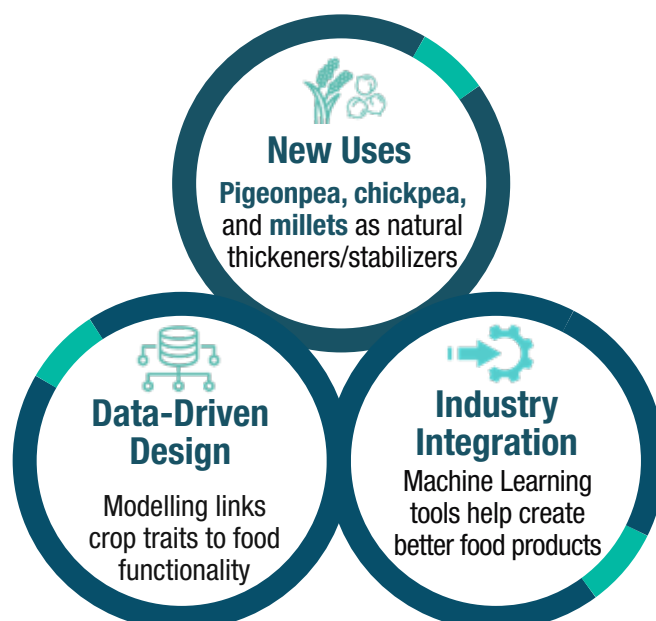 New Uses
Pigeonpea, chickpea,
and millets as natural
thickeners/stabilizers
Data-Driven
Design
Modelling links
crop traits to food
functionality
Industry
Integration
Machine Learning
tools help create
better food products